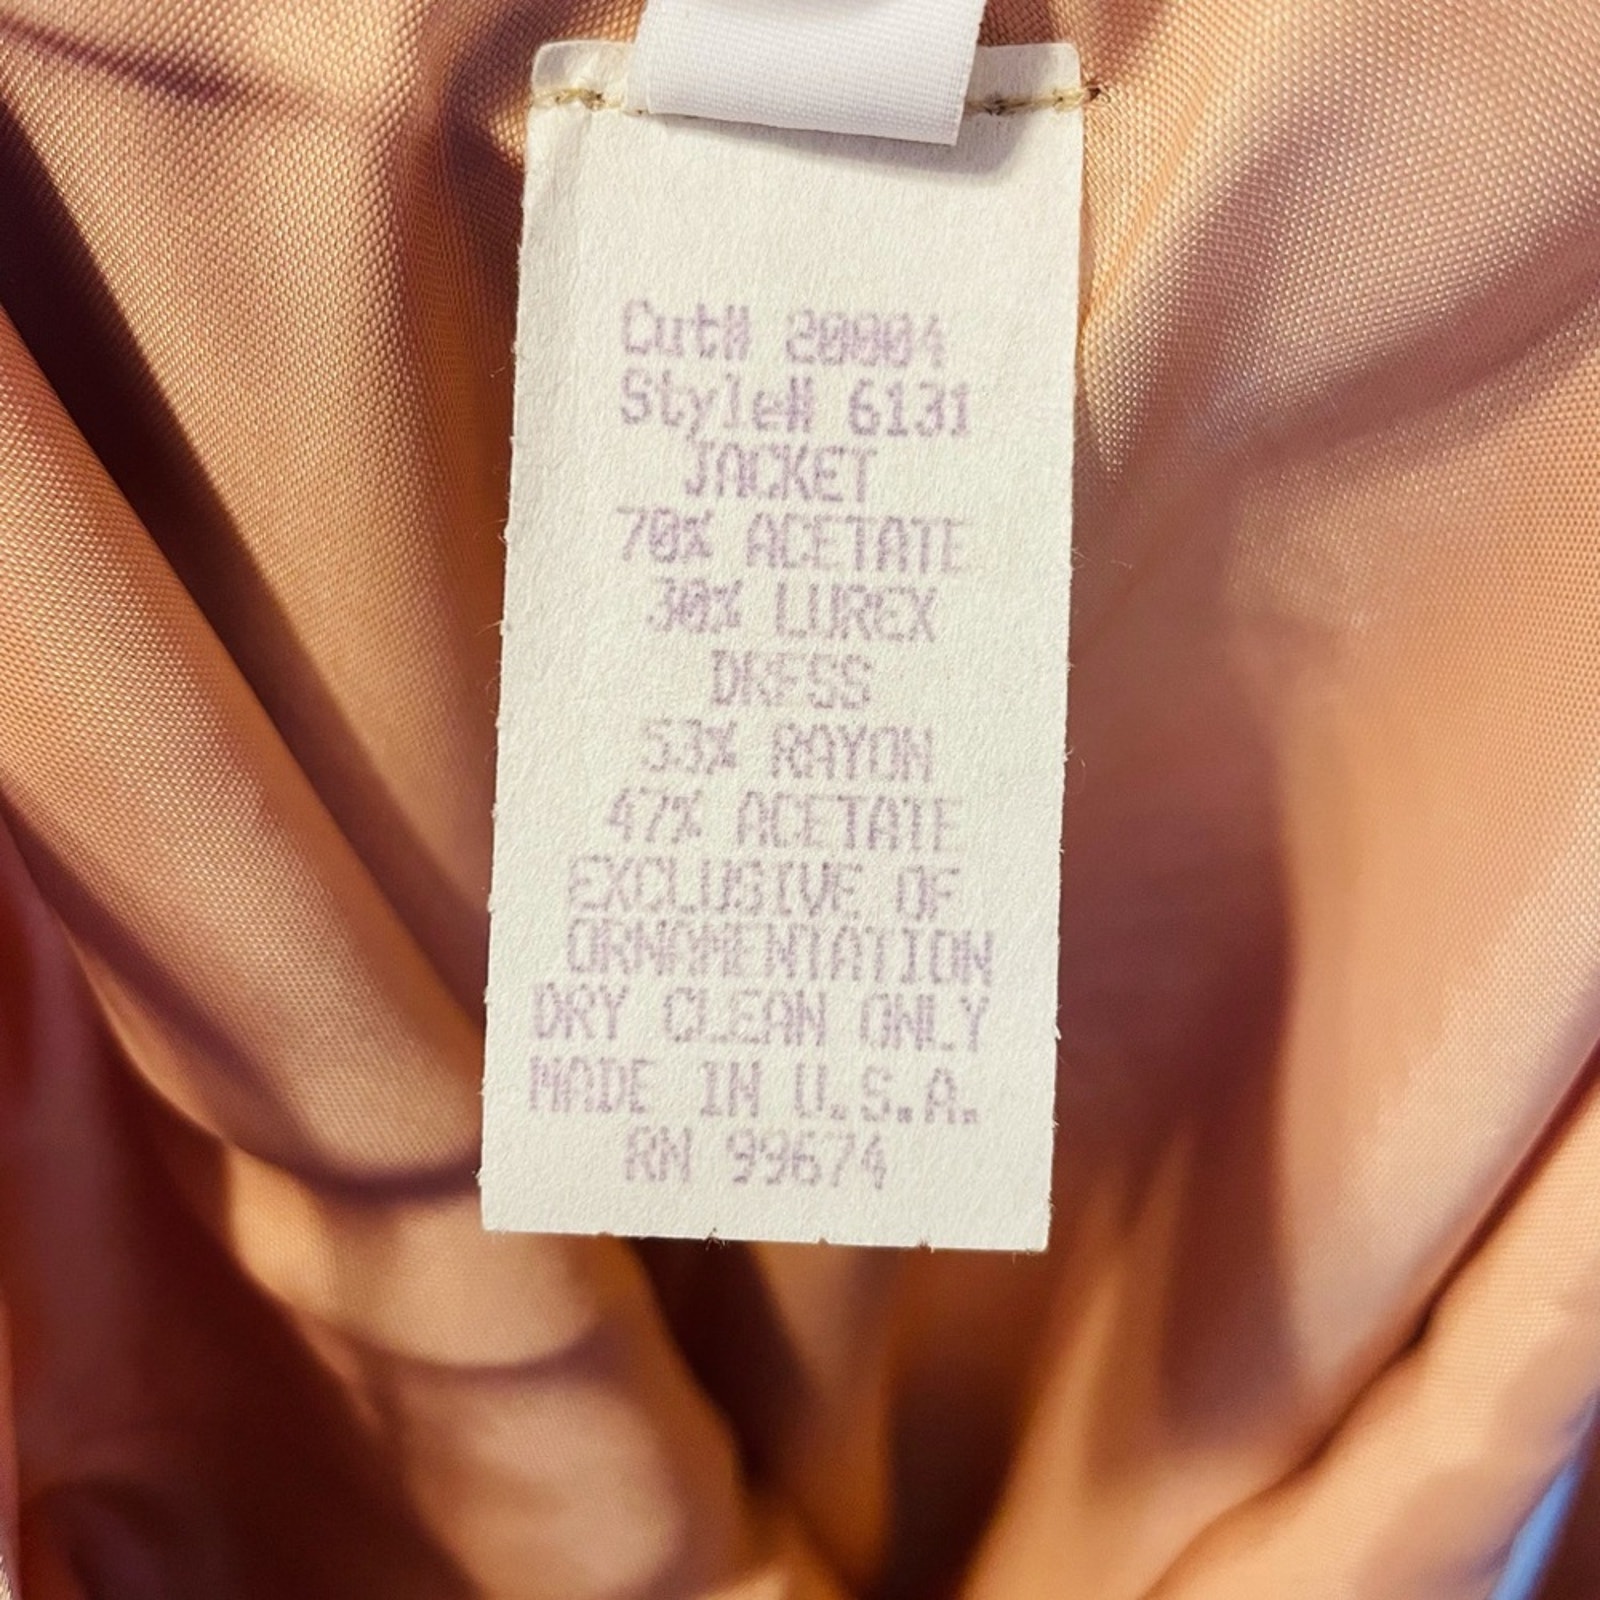 Cut# 20004
Style# 6131
JACKET
70% ACETATE
30% LUREX
DRESS
53% RAYON
47% ACETATE
EXCLUSIVE OF
ORNAMENTATION
DRY CLEAN ONLY
MADE IN U.S.A.
RN 99674